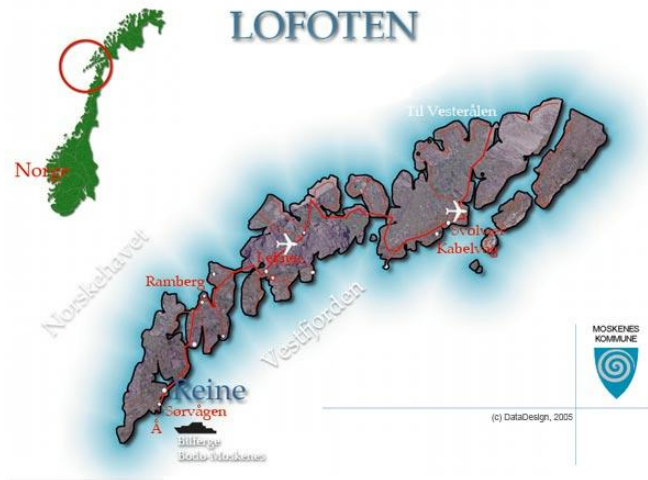 LOFOTEN
Til Vesterålen
Norge
Svolvær
Kabelvåg
Leknes
Norskehavet
Ramberg
Vestfjorden
MOSKENES
KOMMUNE
Reine
Sørvågen
Å
(c) DataDesign, 2005
Bilferge
Bodø-Moskenes